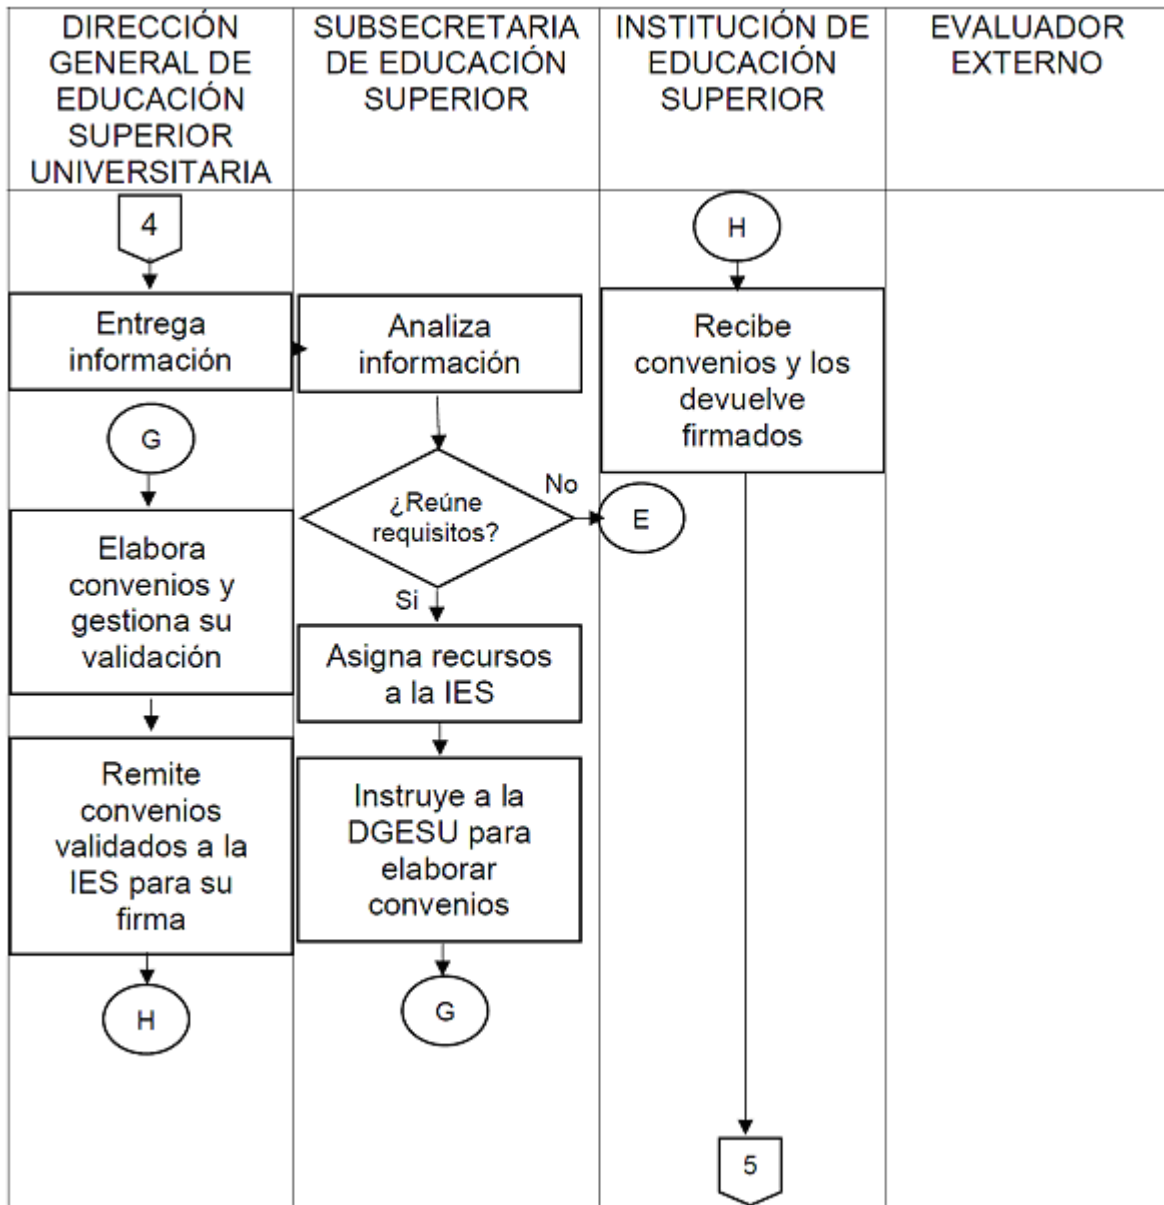 DIRECCIÓN
GENERAL DE
EDUCACIÓN
SUPERIOR
UNIVERSITARIA
SUBSECRETARIA
DE EDUCACIÓN
SUPERIOR
INSTITUCIÓN DE
EDUCACIÓN
SUPERIOR
EVALUADOR
EXTERNO
4
Entrega
información
G
Elabora
convenios y
gestiona su
validación
Remite
convenios
validados a la
IES para su
firma
H
Analiza
información
¿Reúne
requisitos?
No
E
Si
Asigna recursos
a la IES
Instruye a la
DGESU para
elaborar
convenios
G
H
Recibe
convenios y los
devuelve
firmados
5